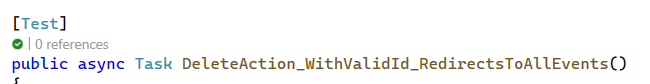 [Test]
| 0 references
public async Task DeleteAction_WithValidId_RedirectsToAllEvents()
{